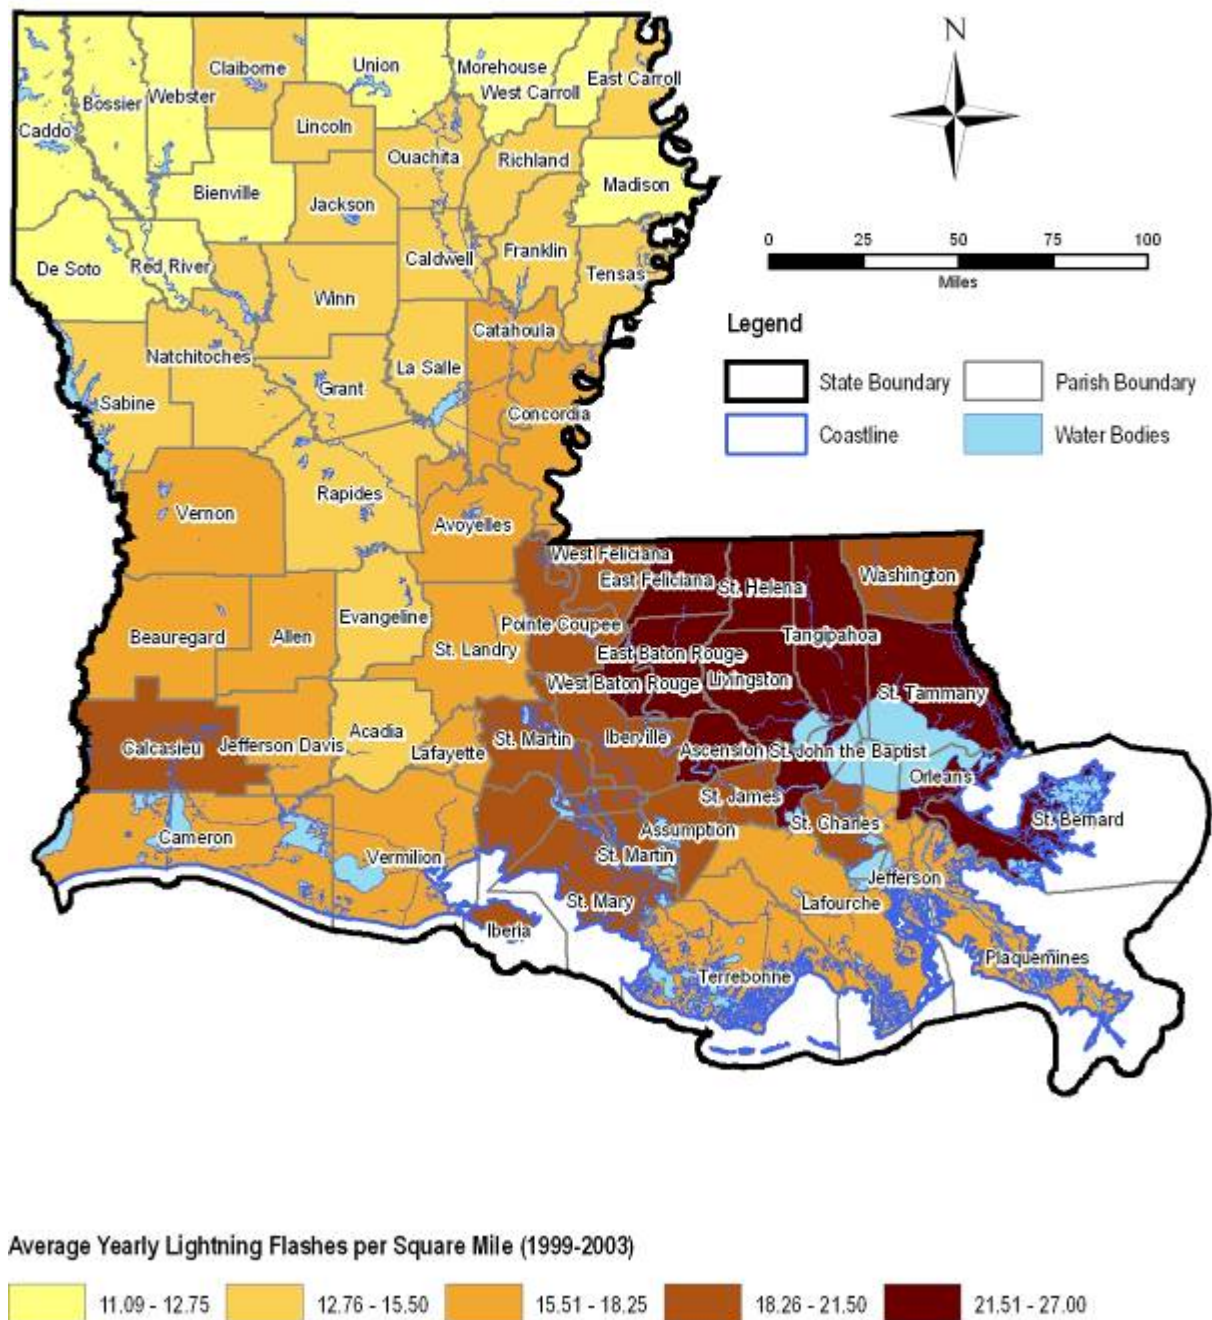 N
Claiborne
Union
Morehouse
West Carroll
East Carroll
Webster
Bossier
Caddo
Lincoln
Ouachita
Richland
Madison
Bienville
Jackson
De Soto
Red River
Caldwell
Franklin
Tensas
Winn
Catahoula
Natchitoches
La Salle
Grant
Sabine
Concordia
Rapides
Vernon
Avoyelles
0 25 50 75 100
Miles
Legend
State Boundary
Parish Boundary
Coastline
Water Bodies
West Feliciana
East Feliciana
St. Helena
Washington
Evangeline
Pointe Coupee
Beauregard
Allen
St. Landry
Tangipahoa
East Baton Rouge
West Baton Rouge
Livingston
St. Tammany
Acadia
Calcasieu
Jefferson Davis
Lafayette
St. Martin
Iberville
Ascension
St. John the Baptist
Orleans
St. James
Cameron
Vermilion
Assumption
St. Charles
St. Bernard
St. Martin
Jefferson
St. Mary
Lafourche
Iberia
Terrebonne
Plaquemines
Average Yearly Lightning Flashes per Square Mile (1999-2003)
11.09 - 12.75
12.76 - 15.50
15.51 - 18.25
18.26 - 21.50
21.51 - 27.00